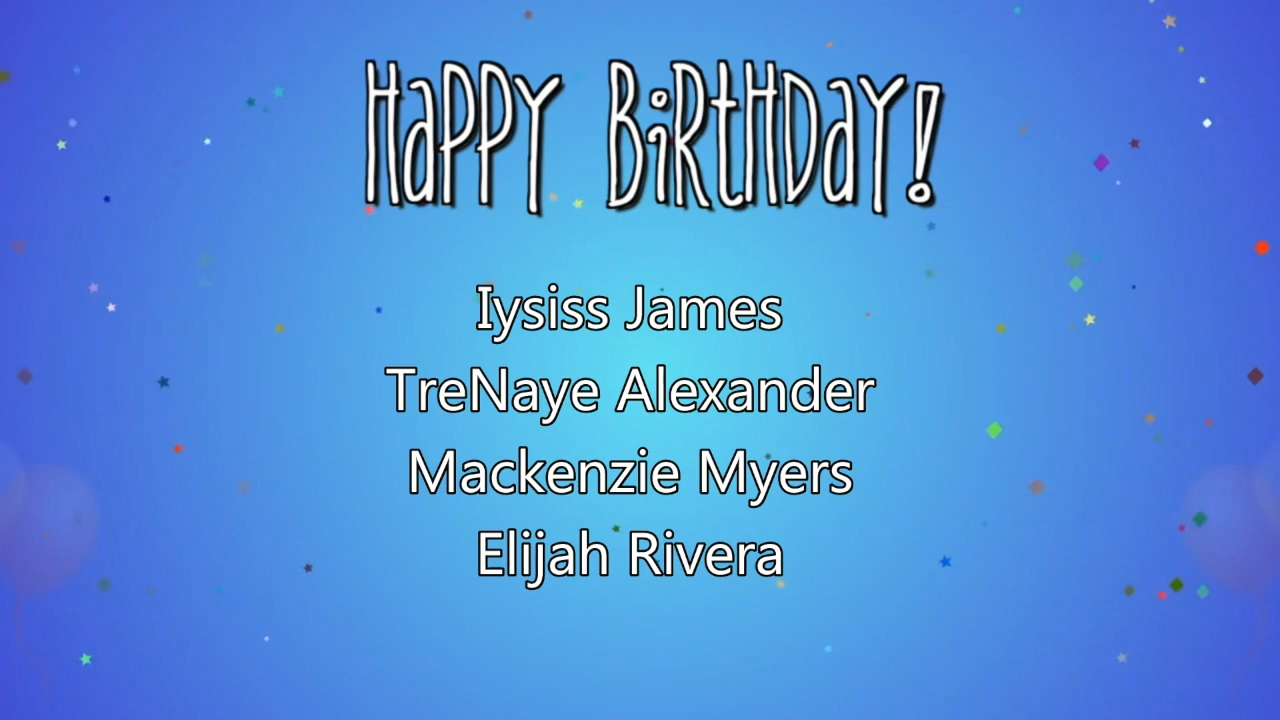 Happy Birthday!
Iysiss James
TreNaye Alexander
Mackenzie Myers
Elijah Rivera